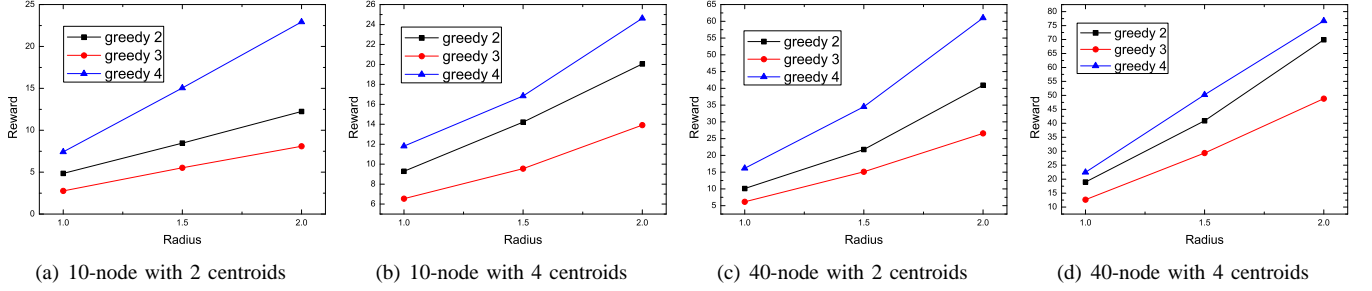 25
20
15
10
5
0
Reward
greedy 2
greedy 3
greedy 4
1.0
1.5
2.0
Radius
(a) 10-node with 2 centroids
26
24
22
20
18
16
14
12
10
8
6
Reward
greedy 2
greedy 3
greedy 4
1.0
1.5
2.0
Radius
(b) 10-node with 4 centroids
65
60
55
50
45
40
35
30
25
20
15
10
5
Reward
greedy 2
greedy 3
greedy 4
1.0
1.5
2.0
Radius
(c) 40-node with 2 centroids
80
75
70
65
60
55
50
45
40
35
30
25
20
15
10
Reward
greedy 2
greedy 3
greedy 4
1.0
1.5
2.0
Radius
(d) 40-node with 4 centroids